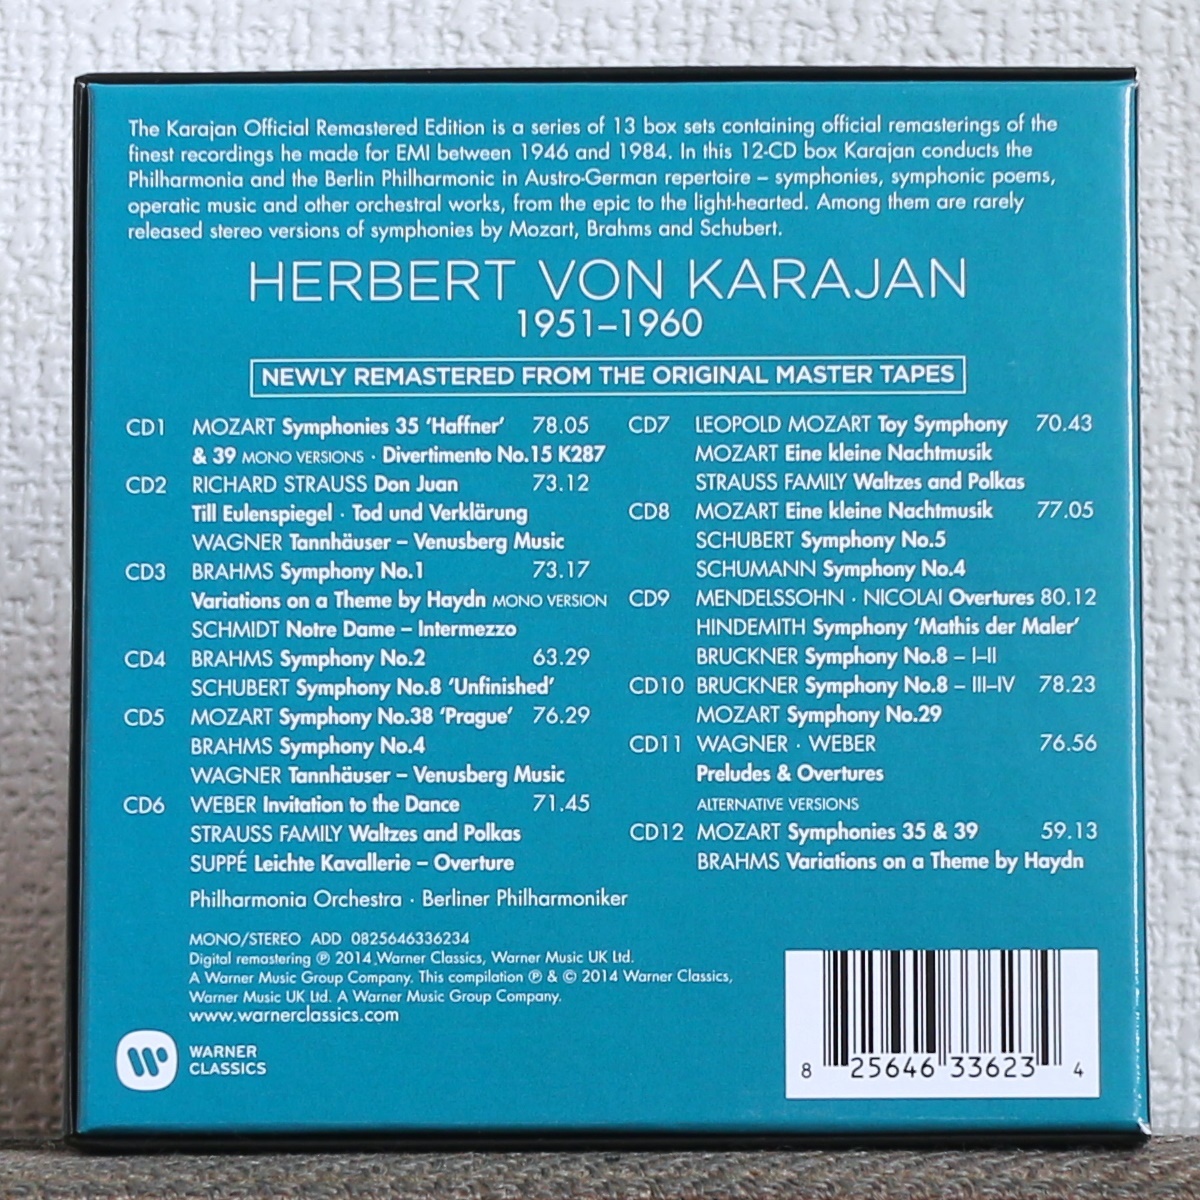 The Karajan Official Remastered Edition is a series of 13 box sets containing official remasterings of the
finest recordings he made for EMI between 1946 and 1984. In this 12-CD box Karajan conducts the
Philharmonia and the Berlin Philharmonic in Austro-German repertoire – symphonies, symphonic poems,
operatic music and other orchestral works, from the epic to the light-hearted. Among them are rarely
released stereo versions of symphonies by Mozart, Brahms and Schubert.
HERBERT VON KARAJAN
1951–1960
NEWLY REMASTERED FROM THE ORIGINAL MASTER TAPES
CD1 MOZART Symphonies 35 ‘Haffner’ 78.05
& 39 MONO VERSIONS · Divertimento No.15 K287
CD2 RICHARD STRAUSS Don Juan 73.12
Till Eulenspiegel · Tod und Verklärung
WAGNER Tannhäuser – Venusberg Music
CD3 BRAHMS Symphony No.1 73.17
Variations on a Theme by Haydn MONO VERSION
SCHMIDT Notre Dame – Intermezzo
CD4 BRAHMS Symphony No.2 63.29
SCHUBERT Symphony No.8 ‘Unfinished’
CD5 MOZART Symphony No.38 ‘Prague’ 76.29
BRAHMS Symphony No.4
WAGNER Tannhäuser – Venusberg Music
CD6 WEBER Invitation to the Dance 71.45
STRAUSS FAMILY Waltzes and Polkas
SUPPÉ Leichte Kavallerie – Overture
CD7 LEOPOLD MOZART Toy Symphony 70.43
MOZART Eine kleine Nachtmusik
STRAUSS FAMILY Waltzes and Polkas
CD8 MOZART Eine kleine Nachtmusik 77.05
SCHUBERT Symphony No.5
SCHUMANN Symphony No.4
CD9 MENDELSSOHN · NICOLAI Overtures 80.12
HINDEMITH Symphony ‘Mathis der Maler’
BRUCKNER Symphony No.8 – I–II
CD10 BRUCKNER Symphony No.8 – III–IV 78.23
MOZART Symphony No.29
CD11 WAGNER · WEBER 76.56
Preludes & Overtures
ALTERNATIVE VERSIONS
CD12 MOZART Symphonies 35 & 39 59.13
BRAHMS Variations on a Theme by Haydn
Philharmonia Orchestra · Berliner Philharmoniker
MONO/STEREO ADD 0825646336234
Digital remastering ℗ 2014 Warner Classics, Warner Music UK Ltd.
A Warner Music Group Company. This compilation ℗ & © 2014 Warner Classics,
Warner Music UK Ltd. A Warner Music Group Company.
www.warnerclassics.com
WARNER
CLASSICS
8 25646 33623 4